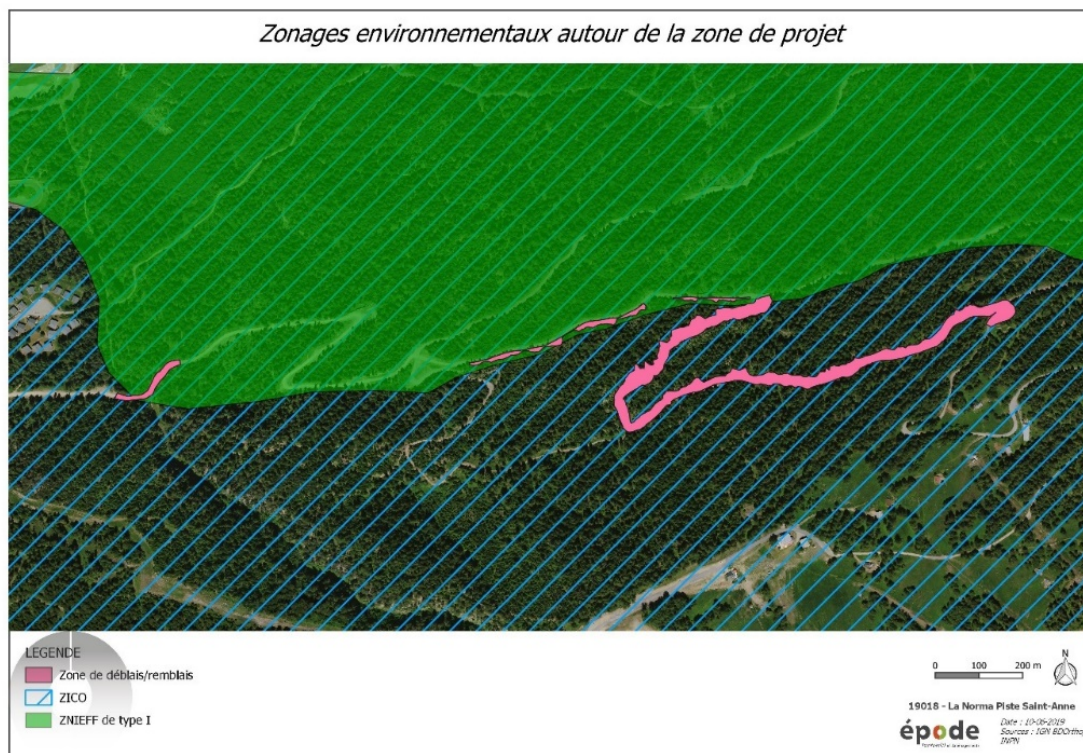 Zonages environnementaux autour de la zone de projet
LEGENDE
Zone de déblais/remblais
ZICO
ZNIEFF de type I
0 100 200 m
N
19018 - La Norma Piste Saint-Anne
épode
Date : 10-06-2019
Sources : IGN BDOrtho,
INPN